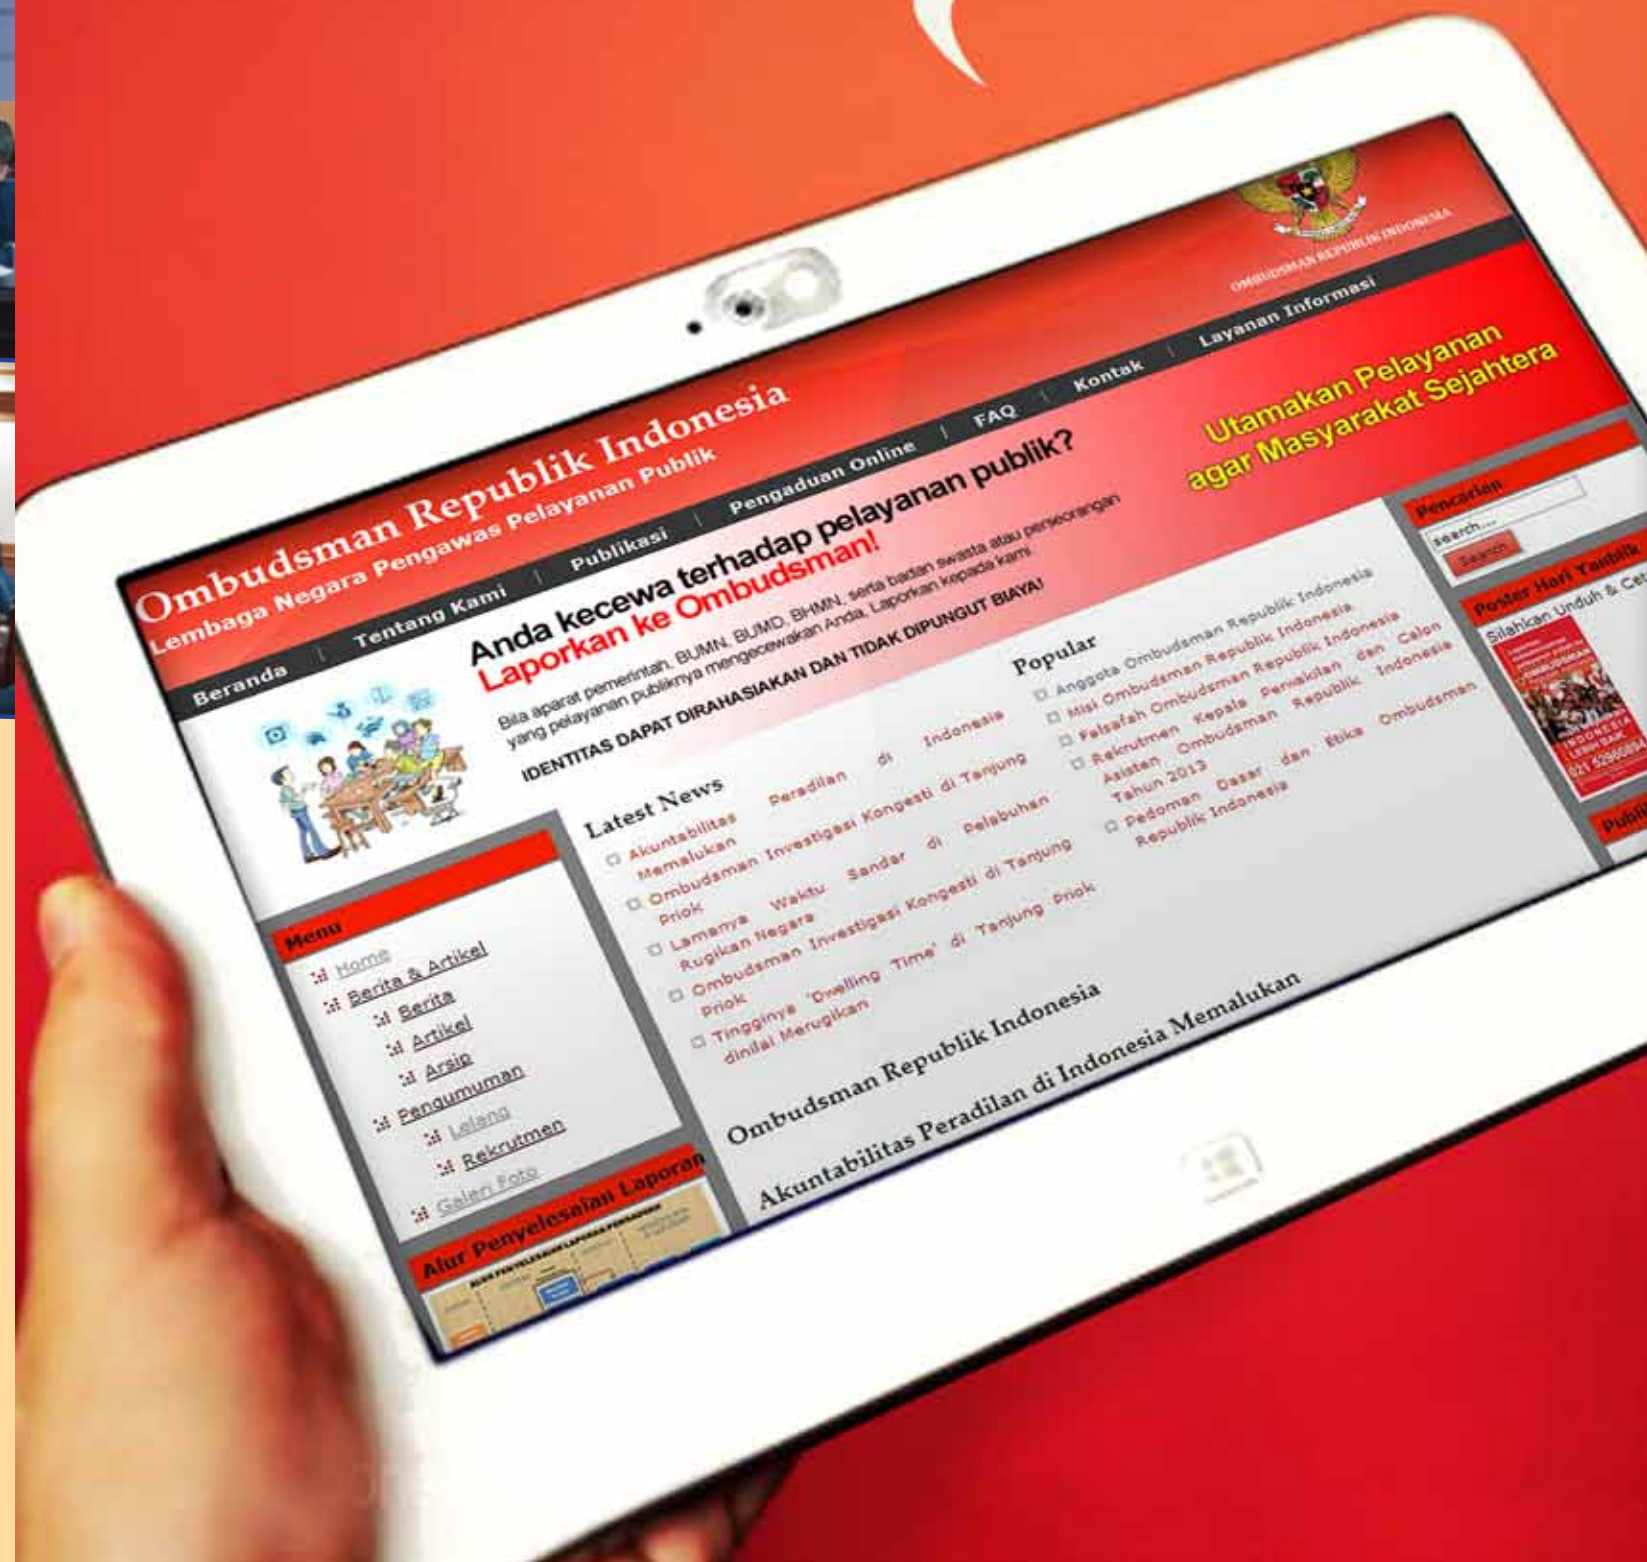 OMBUDSMAN REPUBLIK INDONESIA
Ombudsman Republik Indonesia
Lembaga Negara Pengawas Pelayanan Publik
Beranda | Tentang Kami | Publikasi | Pengaduan Online | FAQ | Kontak | Layanan Informasi
Anda kecewa terhadap pelayanan publik?
Laporkan ke Ombudsman!
Bila aparat pemerintah, BUMN, BUMD, BHMN, serta badan swasta atau perseorangan
yang pelayanan publiknya mengecewakan Anda, Laporkan kepada kami.
IDENTITAS DAPAT DIRAHASIAKAN DAN TIDAK DIPUNGUT BIAYA!
Utamakan Pelayanan
agar Masyarakat Sejahtera
Menu
Home
Berita & Artikel
Berita
Artikel
Arsip
Pengumuman
Lelang
Rekrutmen
Galeri Foto
Alur Penyelesaian Laporan
ALUR PENYELESAIAN LAPORAN PENGADUAN
Latest News
Akuntabilitas Peradilan di Indonesia
Memalukan
Ombudsman Investigasi Kongesti di Tanjung
Priok
Lamanya Waktu Sandar di Pelabuhan
Rugikan Negara
Ombudsman Investigasi Kongesti di Tanjung
Priok
Tingginya 'Dwelling Time' di Tanjung Priok
dinilai Merugikan
Popular
Anggota Ombudsman Republik Indonesia
Misi Ombudsman Republik Indonesia
Falsafah Ombudsman Republik Indonesia
Rekrutmen Kepala Perwakilan dan Calon
Asisten Ombudsman Republik Indonesia
Tahun 2013
Pedoman Dasar dan Etika Ombudsman
Republik Indonesia
Ombudsman Republik Indonesia
Akuntabilitas Peradilan di Indonesia Memalukan
Pencarian
search...
Search
Poster Hari Yanblik
Silahkan Unduh &
INDONESIA
LEBIH BAIK